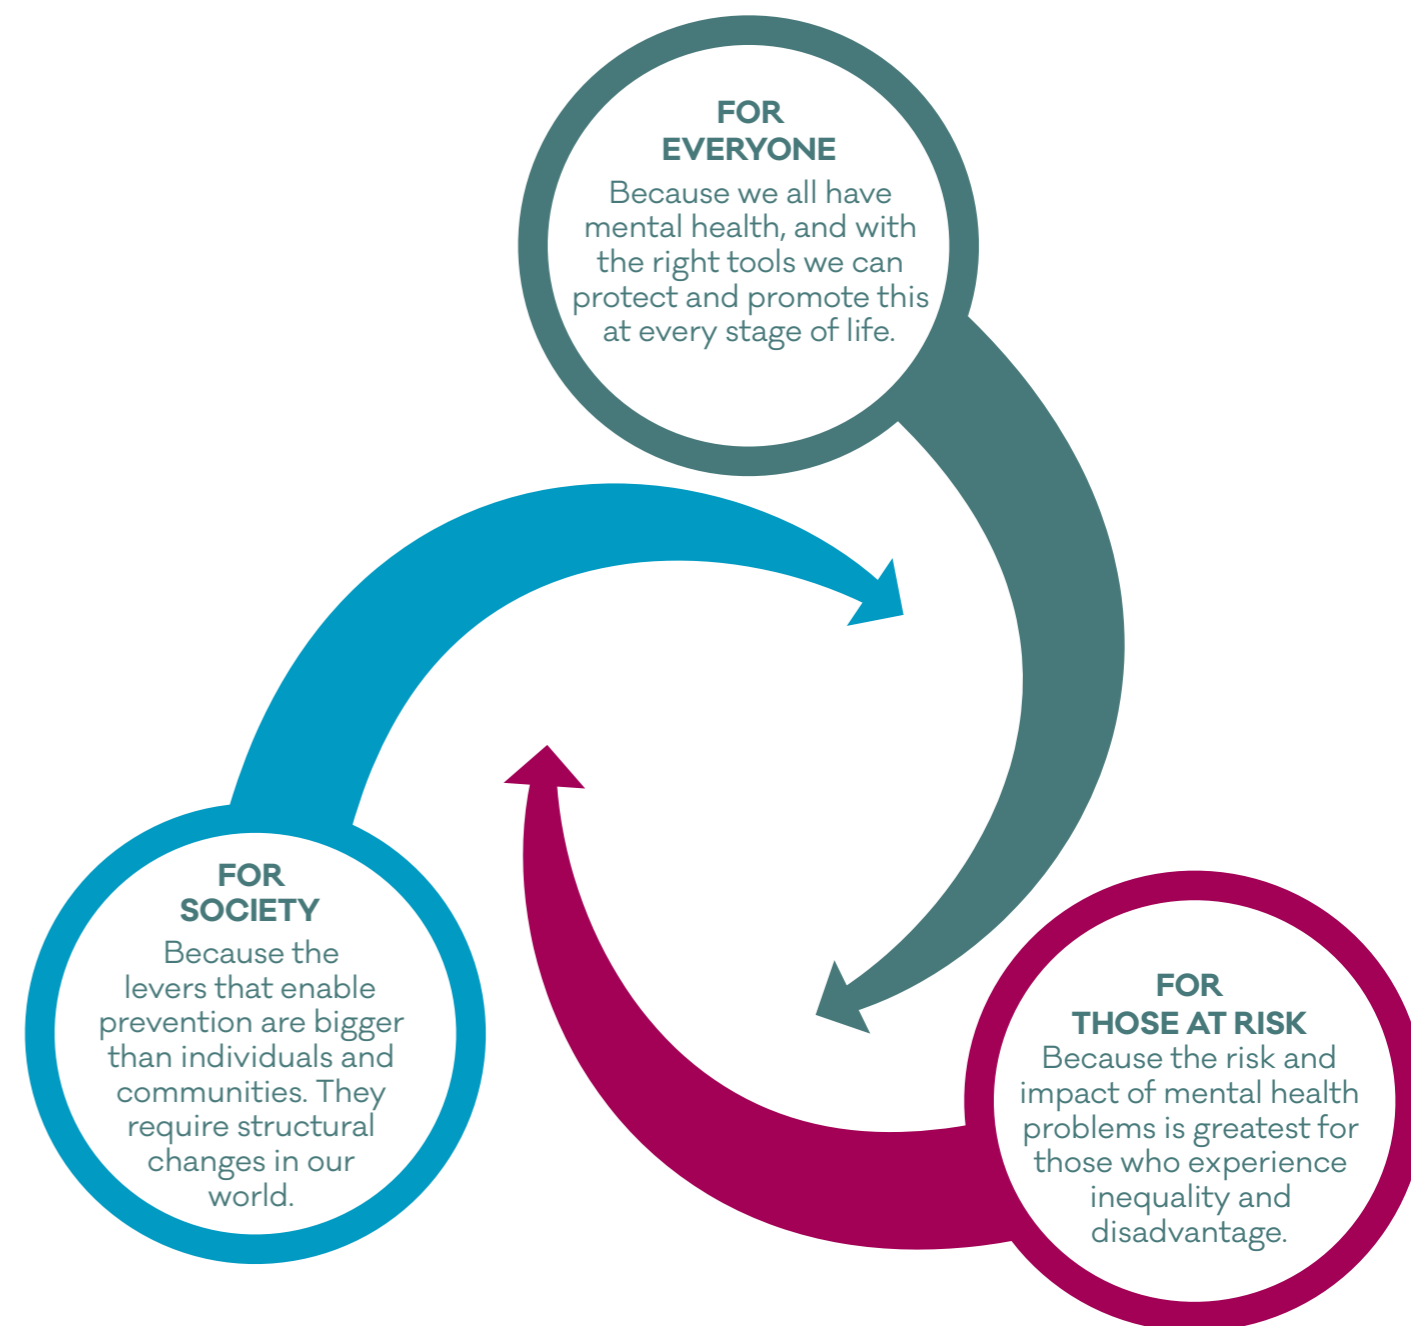 FOR
EVERYONE
Because we all have
mental health, and with
the right tools we can
protect and promote this
at every stage of life.
FOR
SOCIETY
Because the
levers that enable
prevention are bigger
than individuals and
communities. They
require structural
changes in our
world.
FOR
THOSE AT RISK
Because the risk and
impact of mental health
problems is greatest for
those who experience
inequality and
disadvantage.